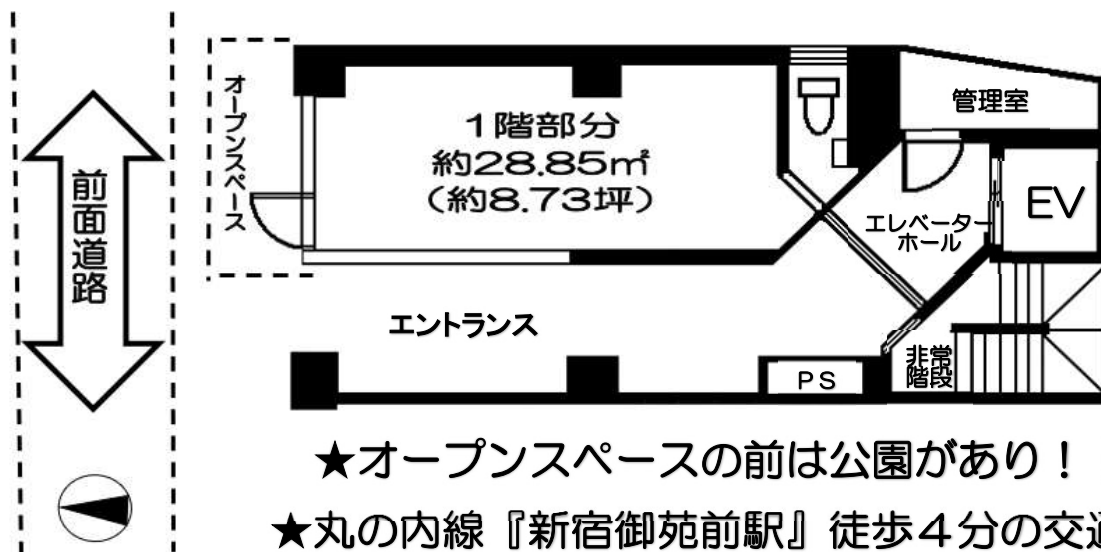 前面道路
オープンスペース
1階部分
約28.85㎡
（約8.73坪）
管理室
EV
エレベーター
ホール
エントランス
非常
階段
PS
★オープンスペースの前は公園があり！
★丸の内線『新宿御苑前駅』徒歩４分の交通